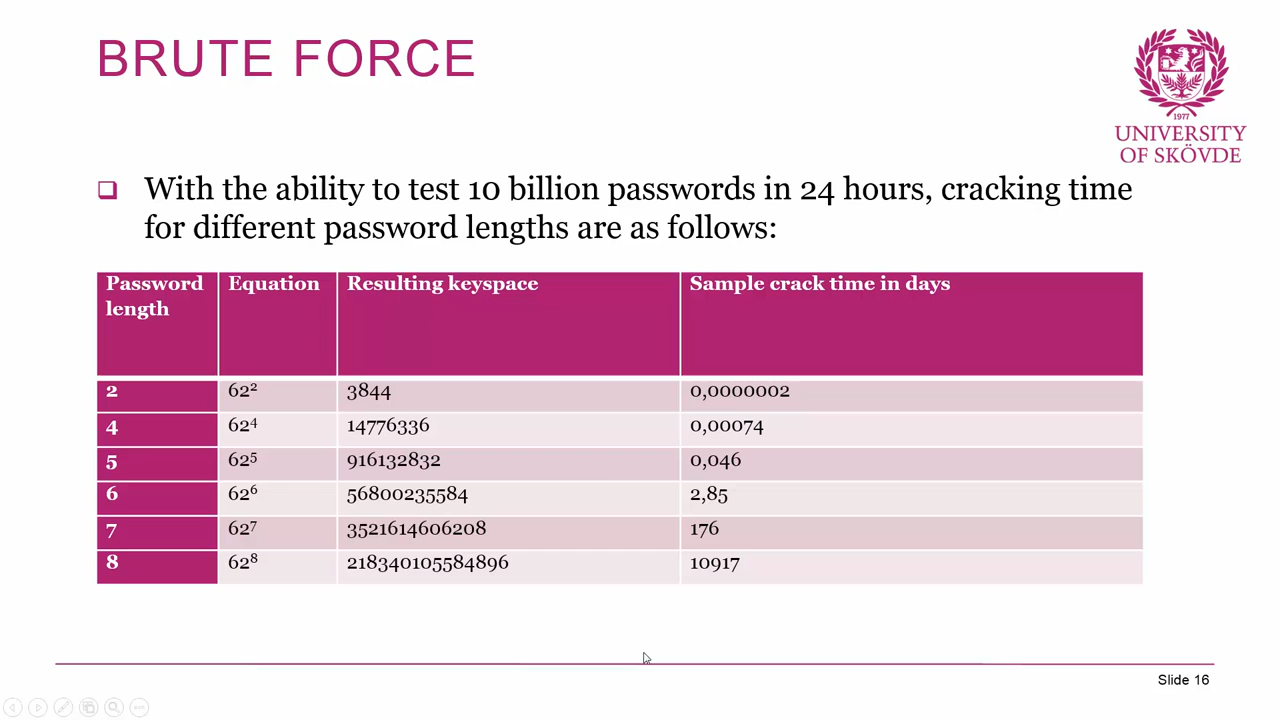 BRUTE FORCE
1977
UNIVERSITY
OF SKÖVDE
❑ With the ability to test 10 billion passwords in 24 hours, cracking time
for different password lengths are as follows:
Password length Equation Resulting keyspace Sample crack time in days
2 62² 3844 0,0000002
4 62⁴ 14776336 0,00074
5 62⁵ 916132832 0,046
6 62⁶ 56800235584 2,85
7 62⁷ 3521614606208 176
8 62⁸ 218340105584896 10917
Slide 16